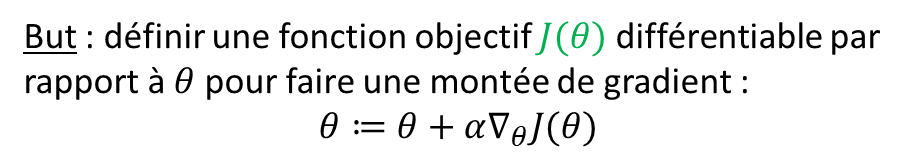 But : définir une fonction objectif J(θ) différentiable par
rapport à θ pour faire une montée de gradient :
θ ≔ θ + α∇θJ(θ)